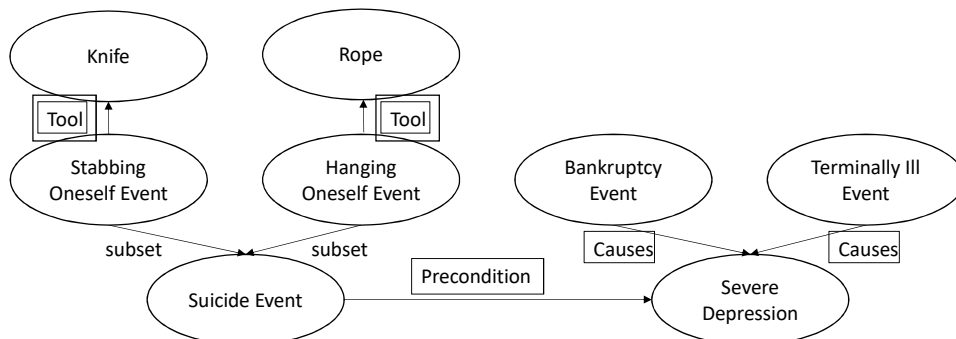 Knife
Rope
Tool
Tool
Stabbing
Oneself Event
Hanging
Oneself Event
Bankruptcy
Event
Terminally Ill
Event
subset
subset
Causes
Causes
Precondition
Suicide Event
Severe
Depression